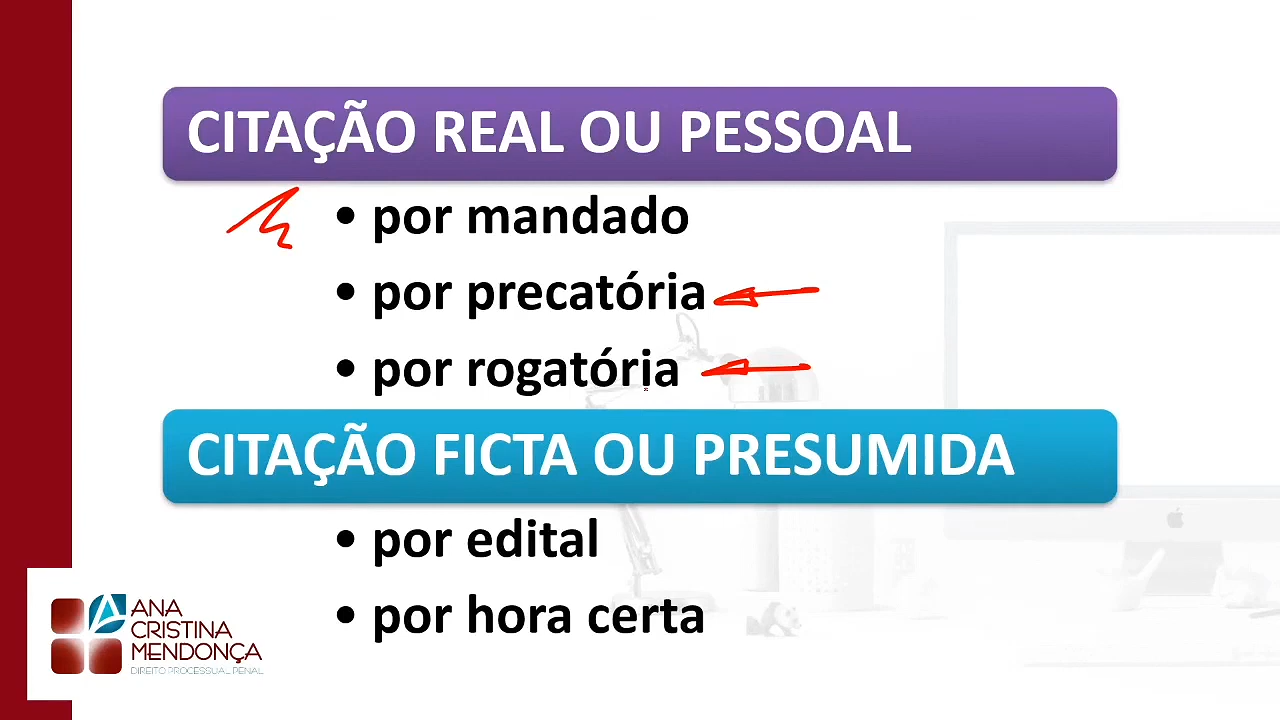 CITAÇÃO REAL OU PESSOAL
• por mandado
• por precatória
• por rogatória
CITAÇÃO FICTA OU PRESUMIDA
• por edital
• por hora certa
ANA
CRISTINA
MENDONÇA
DIREITO PROCESSUAL PENAL